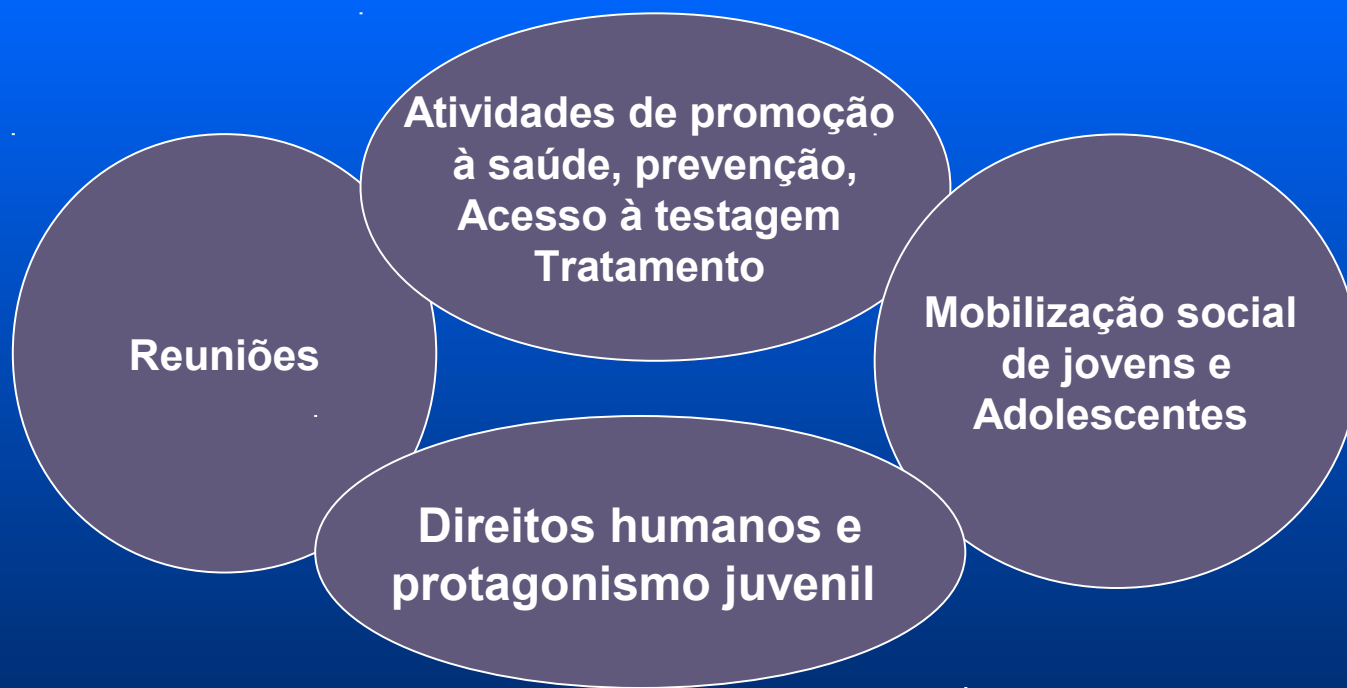 Atividades de promoção
à saúde, prevenção,
Acesso à testagem
Tratamento
Reuniões
Mobilização social
de jovens e
Adolescentes
Direitos humanos e
protagonismo juvenil